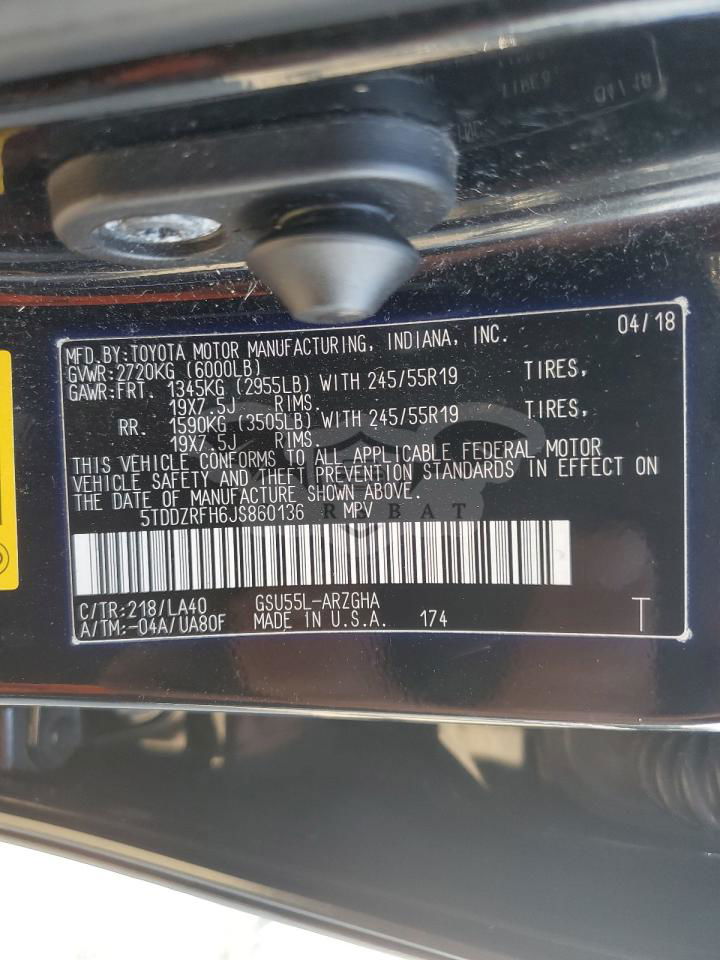 MFD.BY:TOYOTA MOTOR MANUFACTURING, INDIANA, INC. 04/18
GVWR:2720KG (6000LB)
GAWR:FRT. 1345KG (2955LB) WITH 245/55R19 TIRES,
19X7.5J RIMS.
RR. 1590KG (3505LB) WITH 245/55R19 TIRES,
19X7.5J RIMS.
THIS VEHICLE CONFORMS TO ALL APPLICABLE FEDERAL MOTOR
VEHICLE SAFETY AND THEFT PREVENTION STANDARDS IN EFFECT ON
THE DATE OF MANUFACTURE SHOWN ABOVE.
5TDDZRFH6JS860136 MPV
C/TR:218/LA40 GSU55L-ARZGHA
A/TM:-04A/UA80F MADE IN U.S.A. 174 T